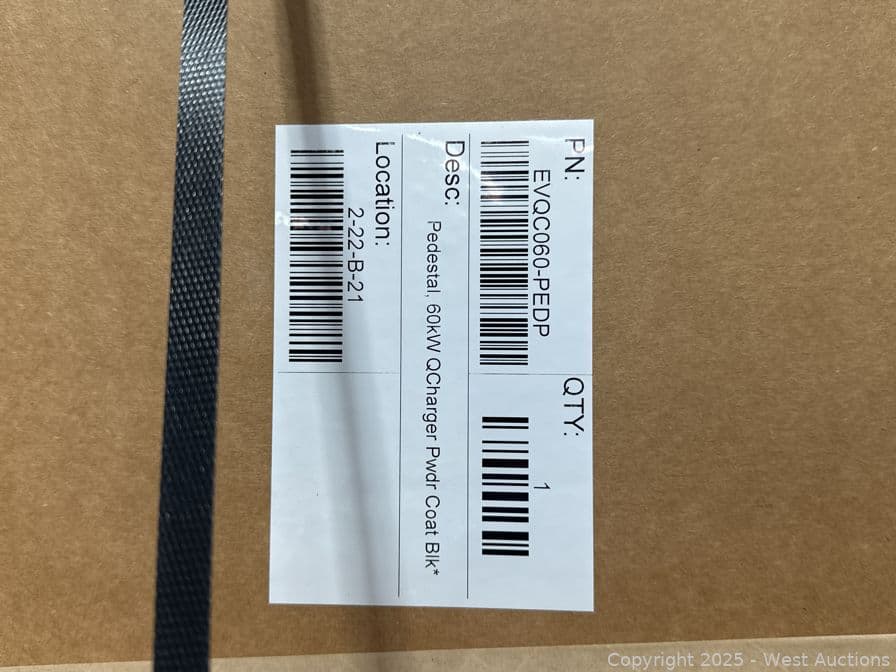 PN:
EVQC060-PEDP
QTY:
1
Desc:
Pedestal, 60kW QCharger Pwdr Coat Blk*
Location:
2-22-B-21
Copyright 2025 - West Auctions